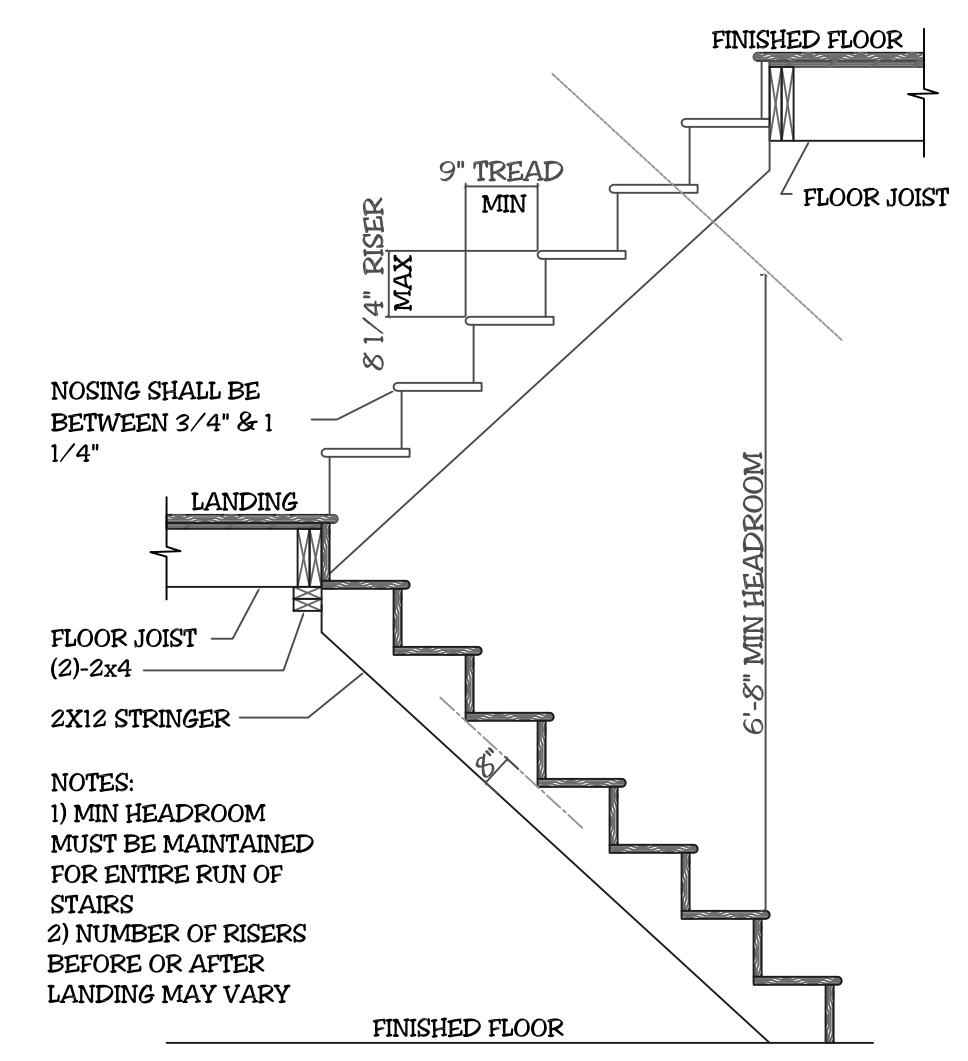 FINISHED FLOOR
9" TREAD
MIN
FLOOR JOIST
8 1/4" RISER
MAX
NOSING SHALL BE
BETWEEN 3/4" & 1
1/4"
LANDING
6'-8" MIN HEADROOM
FLOOR JOIST
(2)-2x4
2X12 STRINGER
8"
NOTES:
1) MIN HEADROOM
MUST BE MAINTAINED
FOR ENTIRE RUN OF
STAIRS
2) NUMBER OF RISERS
BEFORE OR AFTER
LANDING MAY VARY
FINISHED FLOOR